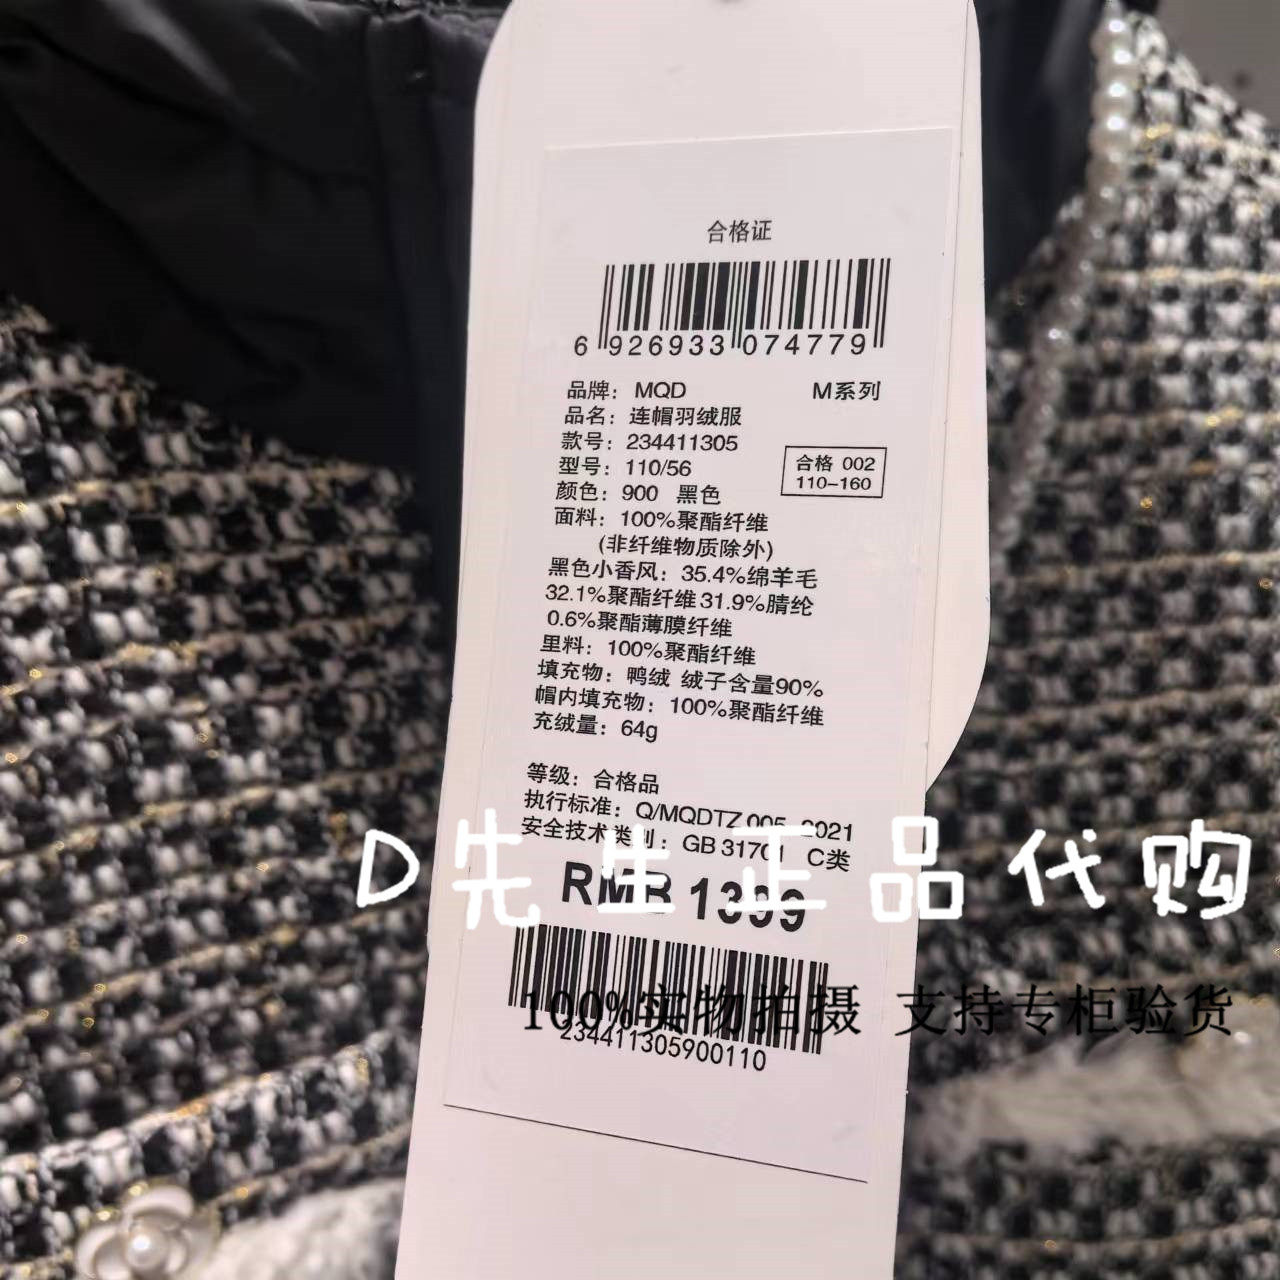 合格证
6 926933 074779
品牌：MQD M系列
品名：连帽羽绒服
款号：234411305
型号：110/56
合格 002
110-160
颜色：900 黑色
面料：100%聚酯纤维
(非纤维物质除外)
黑色小香风：35.4%绵羊毛
32.1%聚酯纤维31.9%腈纶
0.6%聚酯薄膜纤维
里料：100%聚酯纤维
填充物：鸭绒 绒子含量90%
帽内填充物：100%聚酯纤维
充绒量：64g
等级：合格品
执行标准：Q/MQDTZ 005-2021
安全技术类别：GB 31701 C类
D先生正品代购
RMB 1399
100%实物拍摄 支持专柜验货
234411305900110